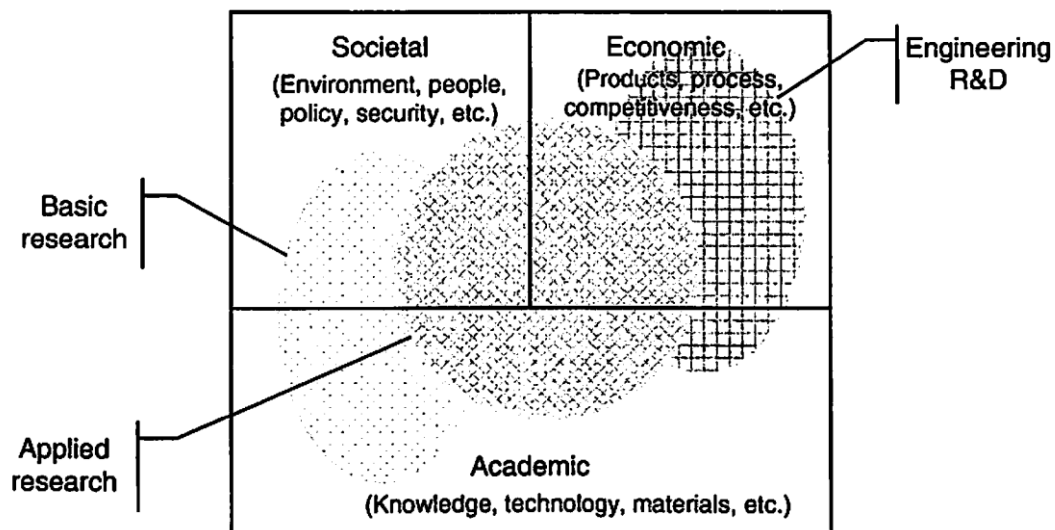 Societal
(Environment, people,
policy, security, etc.)
Economic
(Products, process,
competitiveness, etc.)
Engineering
R&D
Basic
research
Applied
research
Academic
(Knowledge, technology, materials, etc.)